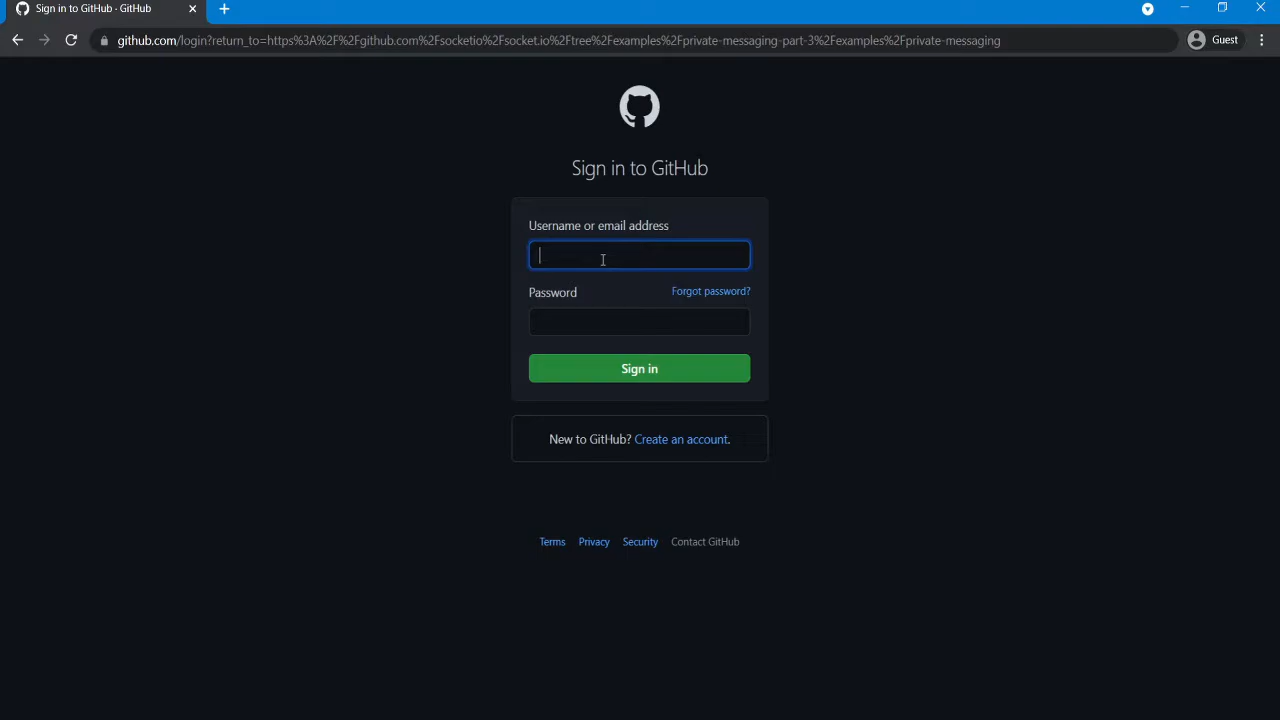 Sign in to GitHub · GitHub
github.com/login?return_to=https%3A%2F%2Fgithub.com%2Fsocketio%2Fsocket.io%2Ftree%2Fexamples%2Fprivate-messaging-part-3%2Fexamples%2Fprivate-messaging
Guest
Sign in to GitHub
Username or email address
Password Forgot password?
Sign in
New to GitHub? Create an account.
Terms Privacy Security Contact GitHub